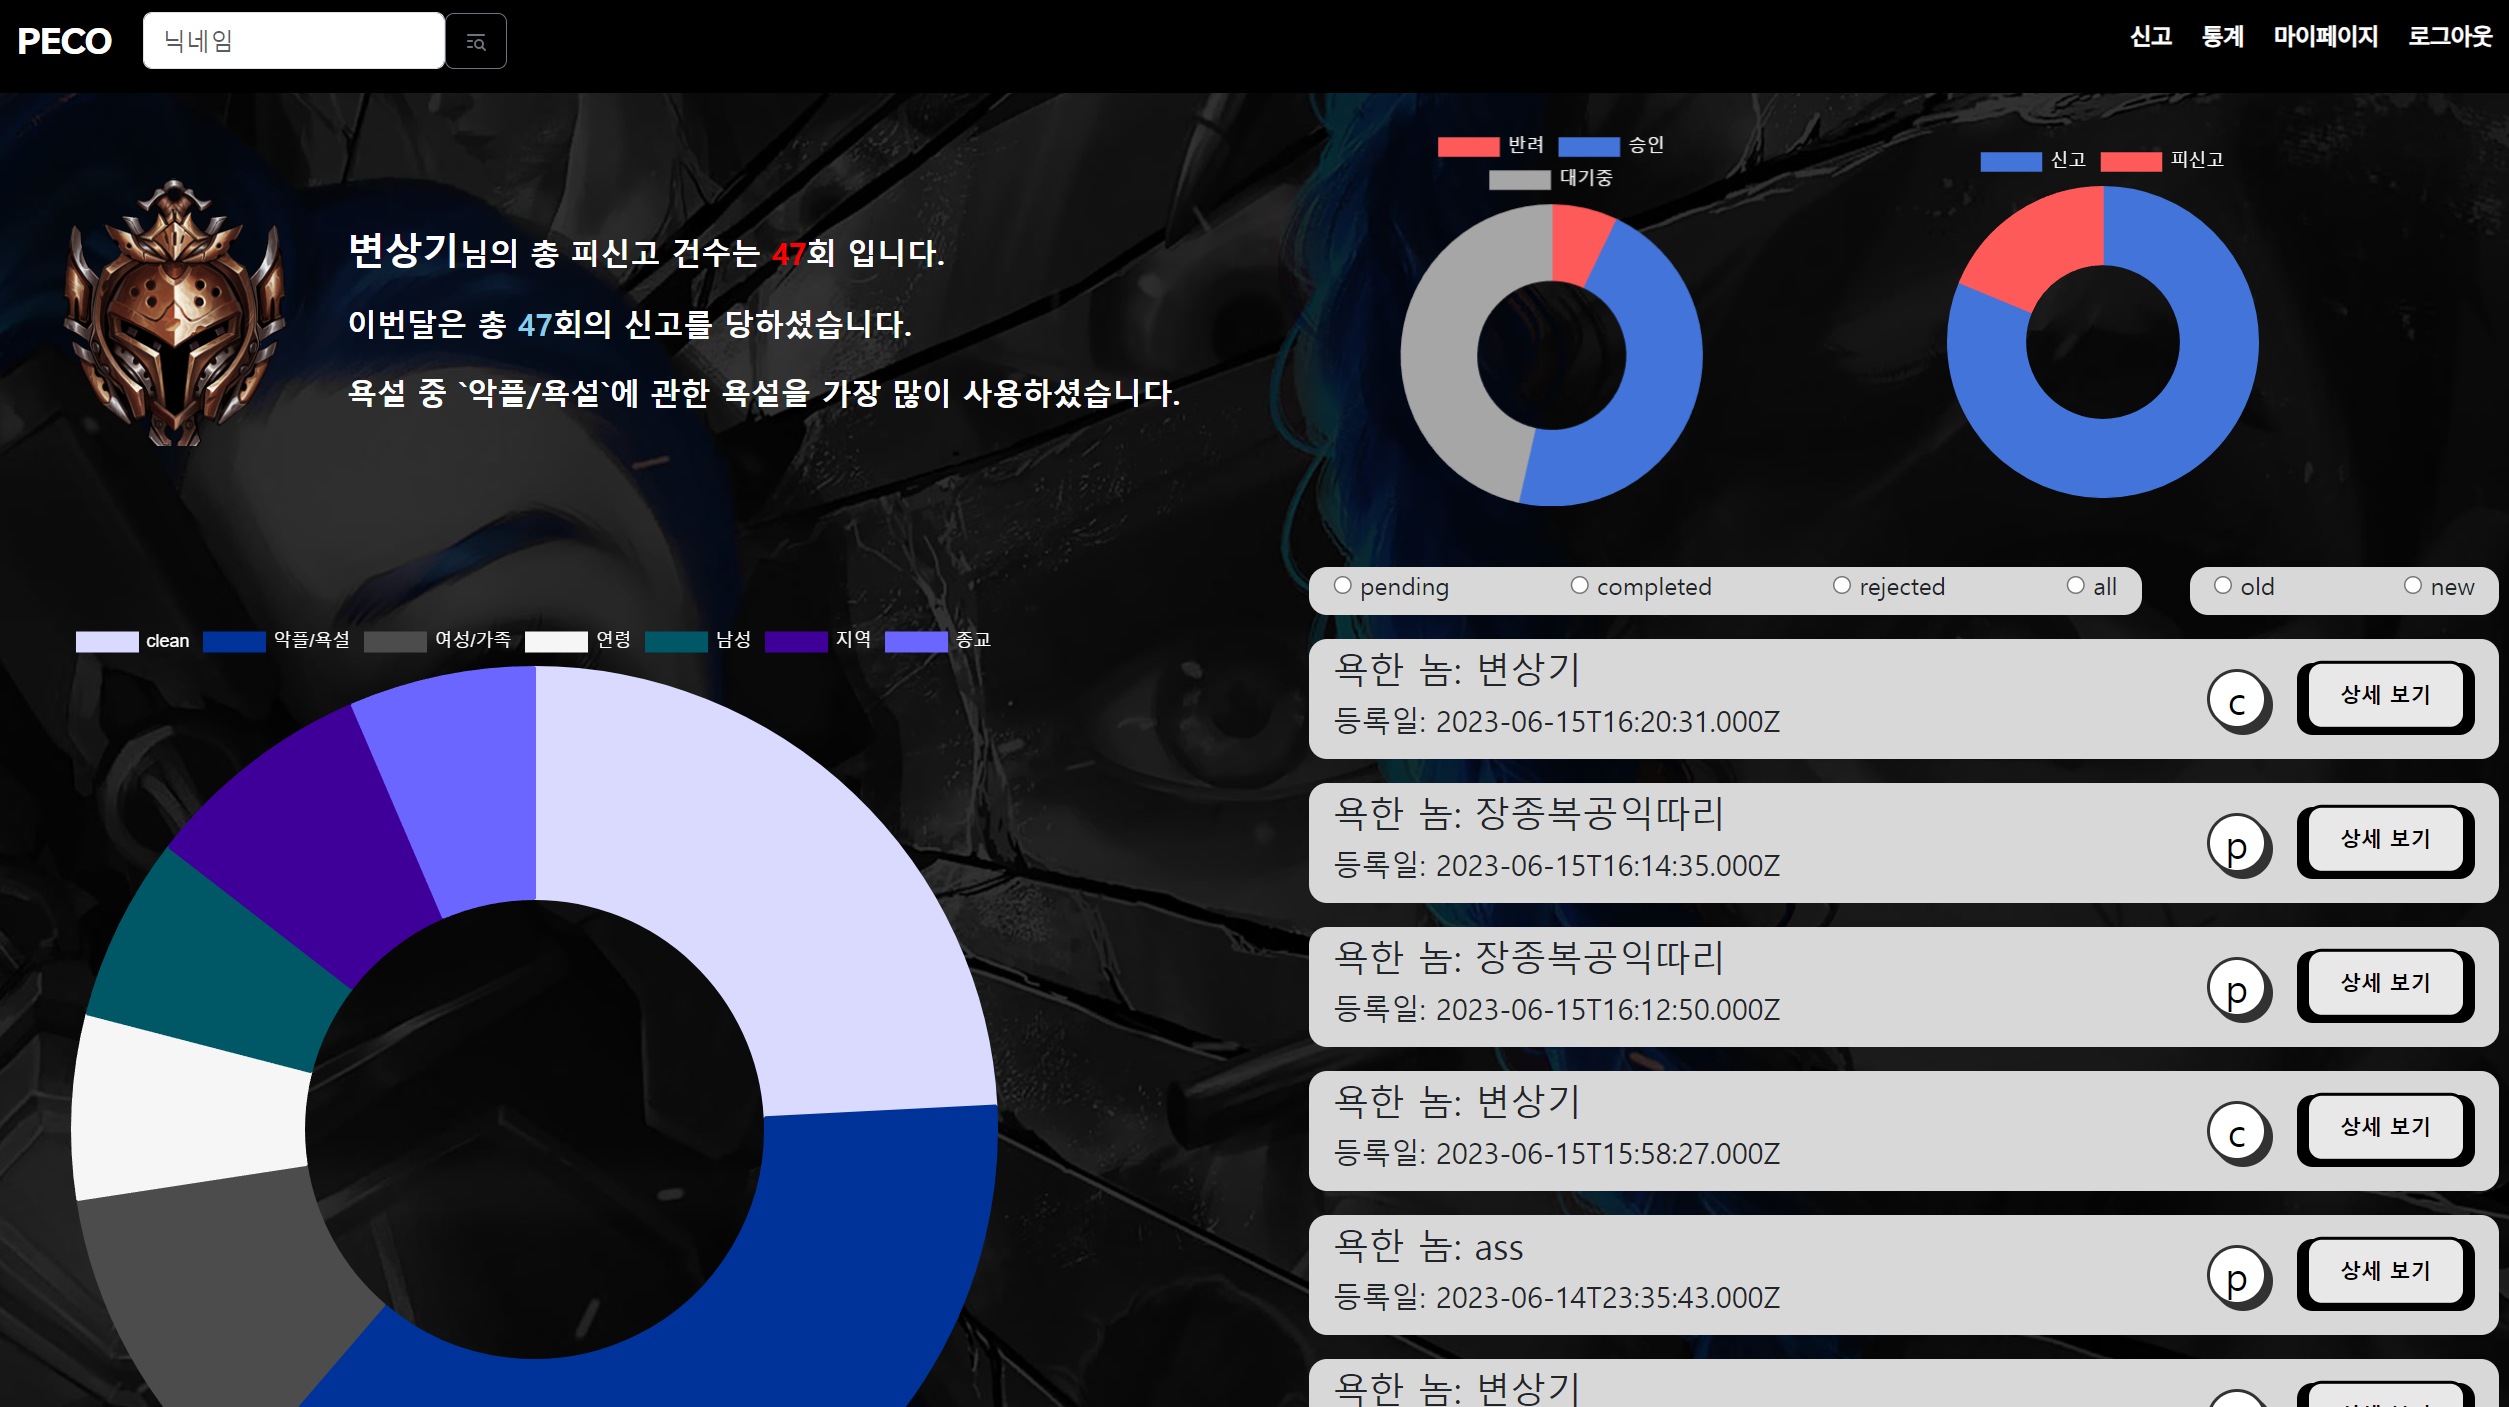 PECO 닉네임 신고 통계 마이페이지 로그아웃
변상기님의 총 피신고 건수는 47회 입니다.
이번달은 총 47회의 신고를 당하셨습니다.
욕설 중 `악플/욕설`에 관한 욕설을 가장 많이 사용하셨습니다.
반려 승인
대기중
신고 피신고
clean 악플/욕설 여성/가족 연령 남성 지역 종교
pending completed rejected all old new
욕한 놈: 변상기
등록일: 2023-06-15T16:20:31.000Z
c 상세 보기
욕한 놈: 장종복공익따리
등록일: 2023-06-15T16:14:35.000Z
p 상세 보기
욕한 놈: 장종복공익따리
등록일: 2023-06-15T16:12:50.000Z
p 상세 보기
욕한 놈: 변상기
등록일: 2023-06-15T15:58:27.000Z
c 상세 보기
욕한 놈: ass
등록일: 2023-06-14T23:35:43.000Z
p 상세 보기
욕한 놈: 변상기